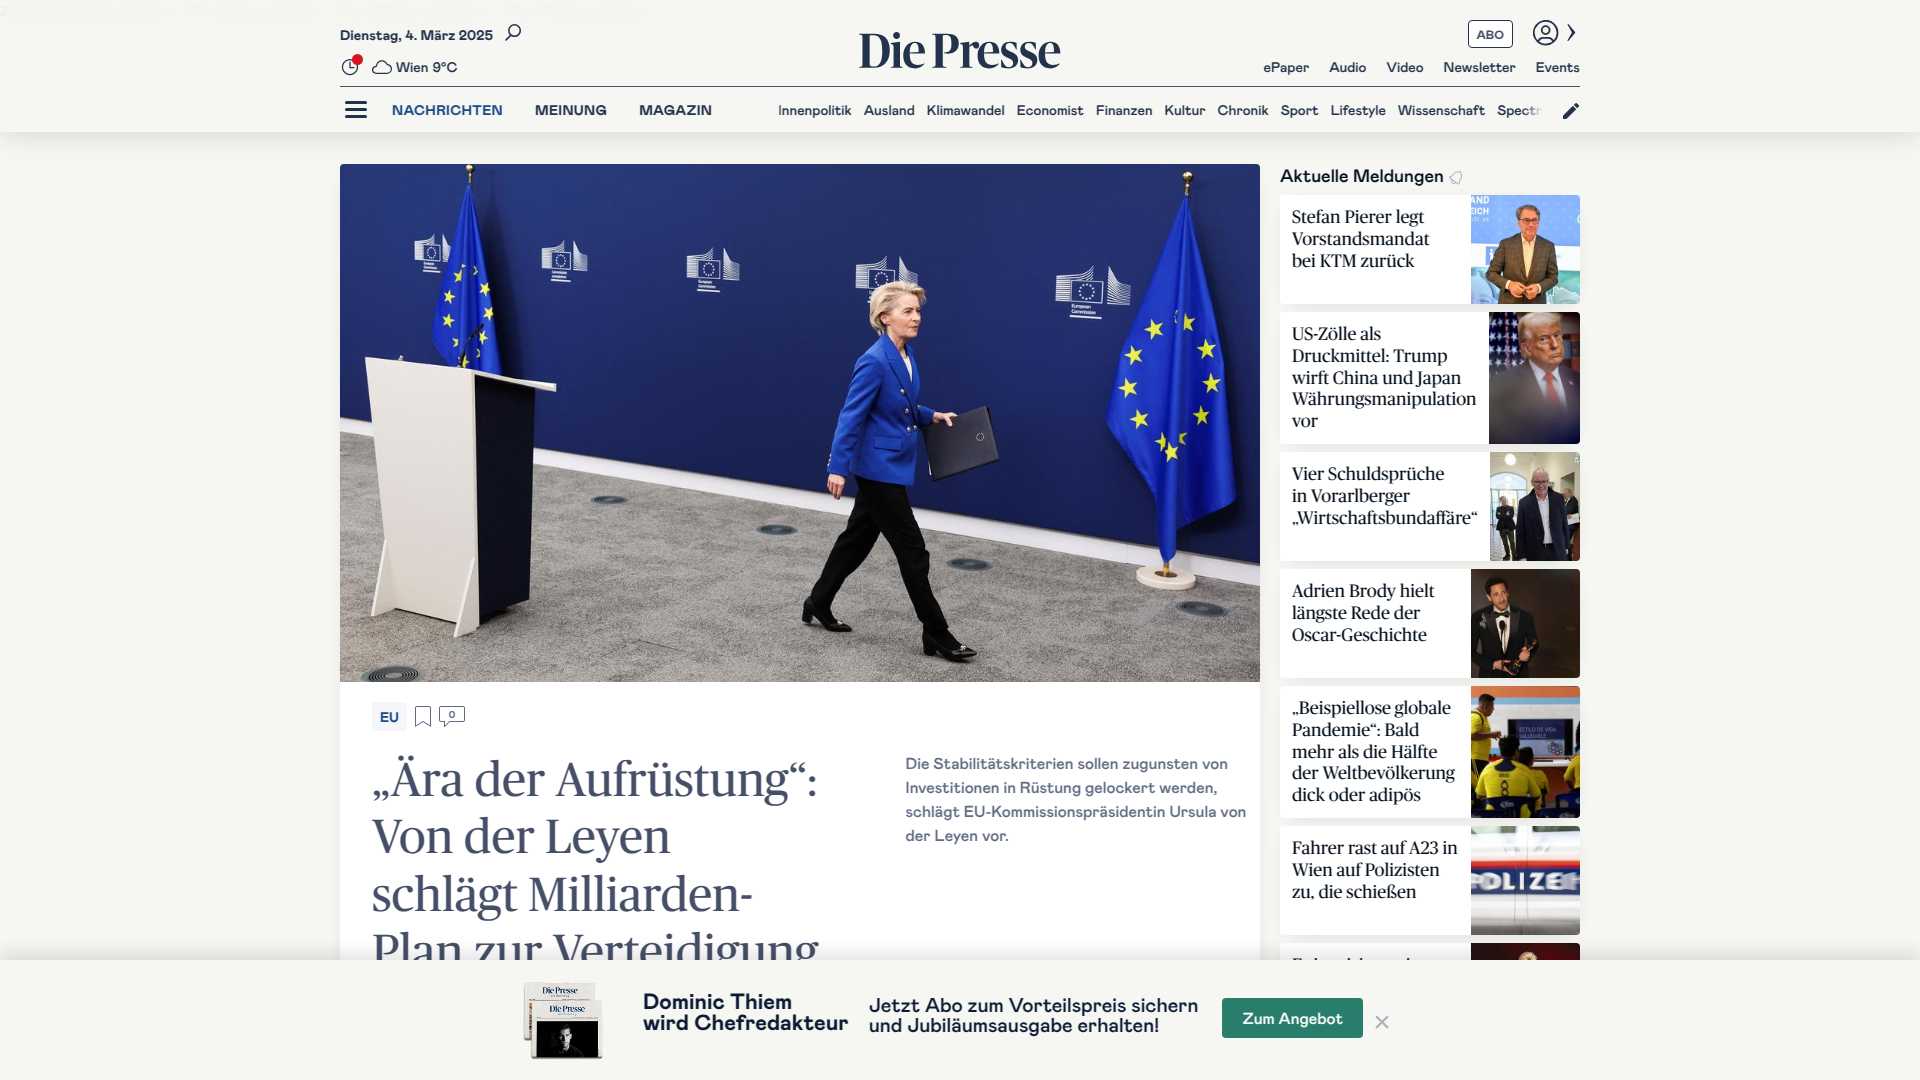 Dienstag, 4. März 2025
Wien 9°C
Die Presse
ABO
ePaper Audio Video Newsletter Events
NACHRICHTEN MEINUNG MAGAZIN
Innenpolitik Ausland Klimawandel Economist Finanzen Kultur Chronik Sport Lifestyle Wissenschaft Spectr
European
Commission
EU
0
„Ära der Aufrüstung“:
Von der Leyen
schlägt Milliarden-
Plan zur Verteidigung
Die Stabilitätskriterien sollen zugunsten von
Investitionen in Rüstung gelockert werden,
schlägt EU-Kommissionspräsidentin Ursula von
der Leyen vor.
Aktuelle Meldungen
Stefan Pierer legt
Vorstandsmandat
bei KTM zurück
US-Zölle als
Druckmittel: Trump
wirft China und Japan
Währungsmanipulation
vor
Vier Schuldsprüche
in Vorarlberger
„Wirtschaftsbundaffäre“
Adrien Brody hielt
längste Rede der
Oscar-Geschichte
„Beispiellose globale
Pandemie“: Bald
mehr als die Hälfte
der Weltbevölkerung
dick oder adipös
Fahrer rast auf A23 in
Wien auf Polizisten
zu, die schießen
POLIZEI
Die Presse
Die Presse
Dominic Thiem
wird Chefredakteur
Jetzt Abo zum Vorteilspreis sichern
und Jubiläumsausgabe erhalten!
Zum Angebot